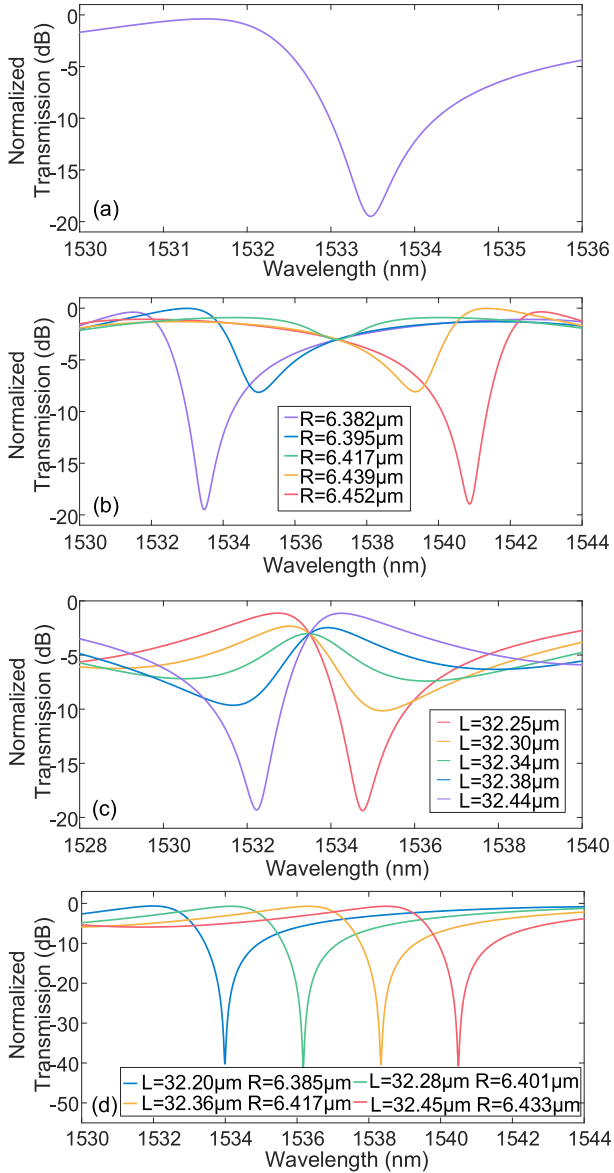 Normalized
Transmission (dB)
0
-5
-10
-15
-20
(a)
1530 1531 1532 1533 1534 1535 1536
Wavelength (nm)
Normalized
Transmission (dB)
0
-5
-10
-15
-20
R=6.382µm
R=6.395µm
R=6.417µm
R=6.439µm
R=6.452µm
(b)
1530 1532 1534 1536 1538 1540 1542 1544
Wavelength (nm)
Normalized
Transmission (dB)
0
-5
-10
-15
-20
L=32.25µm
L=32.30µm
L=32.34µm
L=32.38µm
L=32.44µm
(c)
1528 1530 1532 1534 1536 1538 1540
Wavelength (nm)
Normalized
Transmission (dB)
0
-10
-20
-30
-40
-50
L=32.20µm R=6.385µm L=32.28µm R=6.401µm
L=32.36µm R=6.417µm L=32.45µm R=6.433µm
(d)
1530 1532 1534 1536 1538 1540 1542 1544
Wavelength (nm)